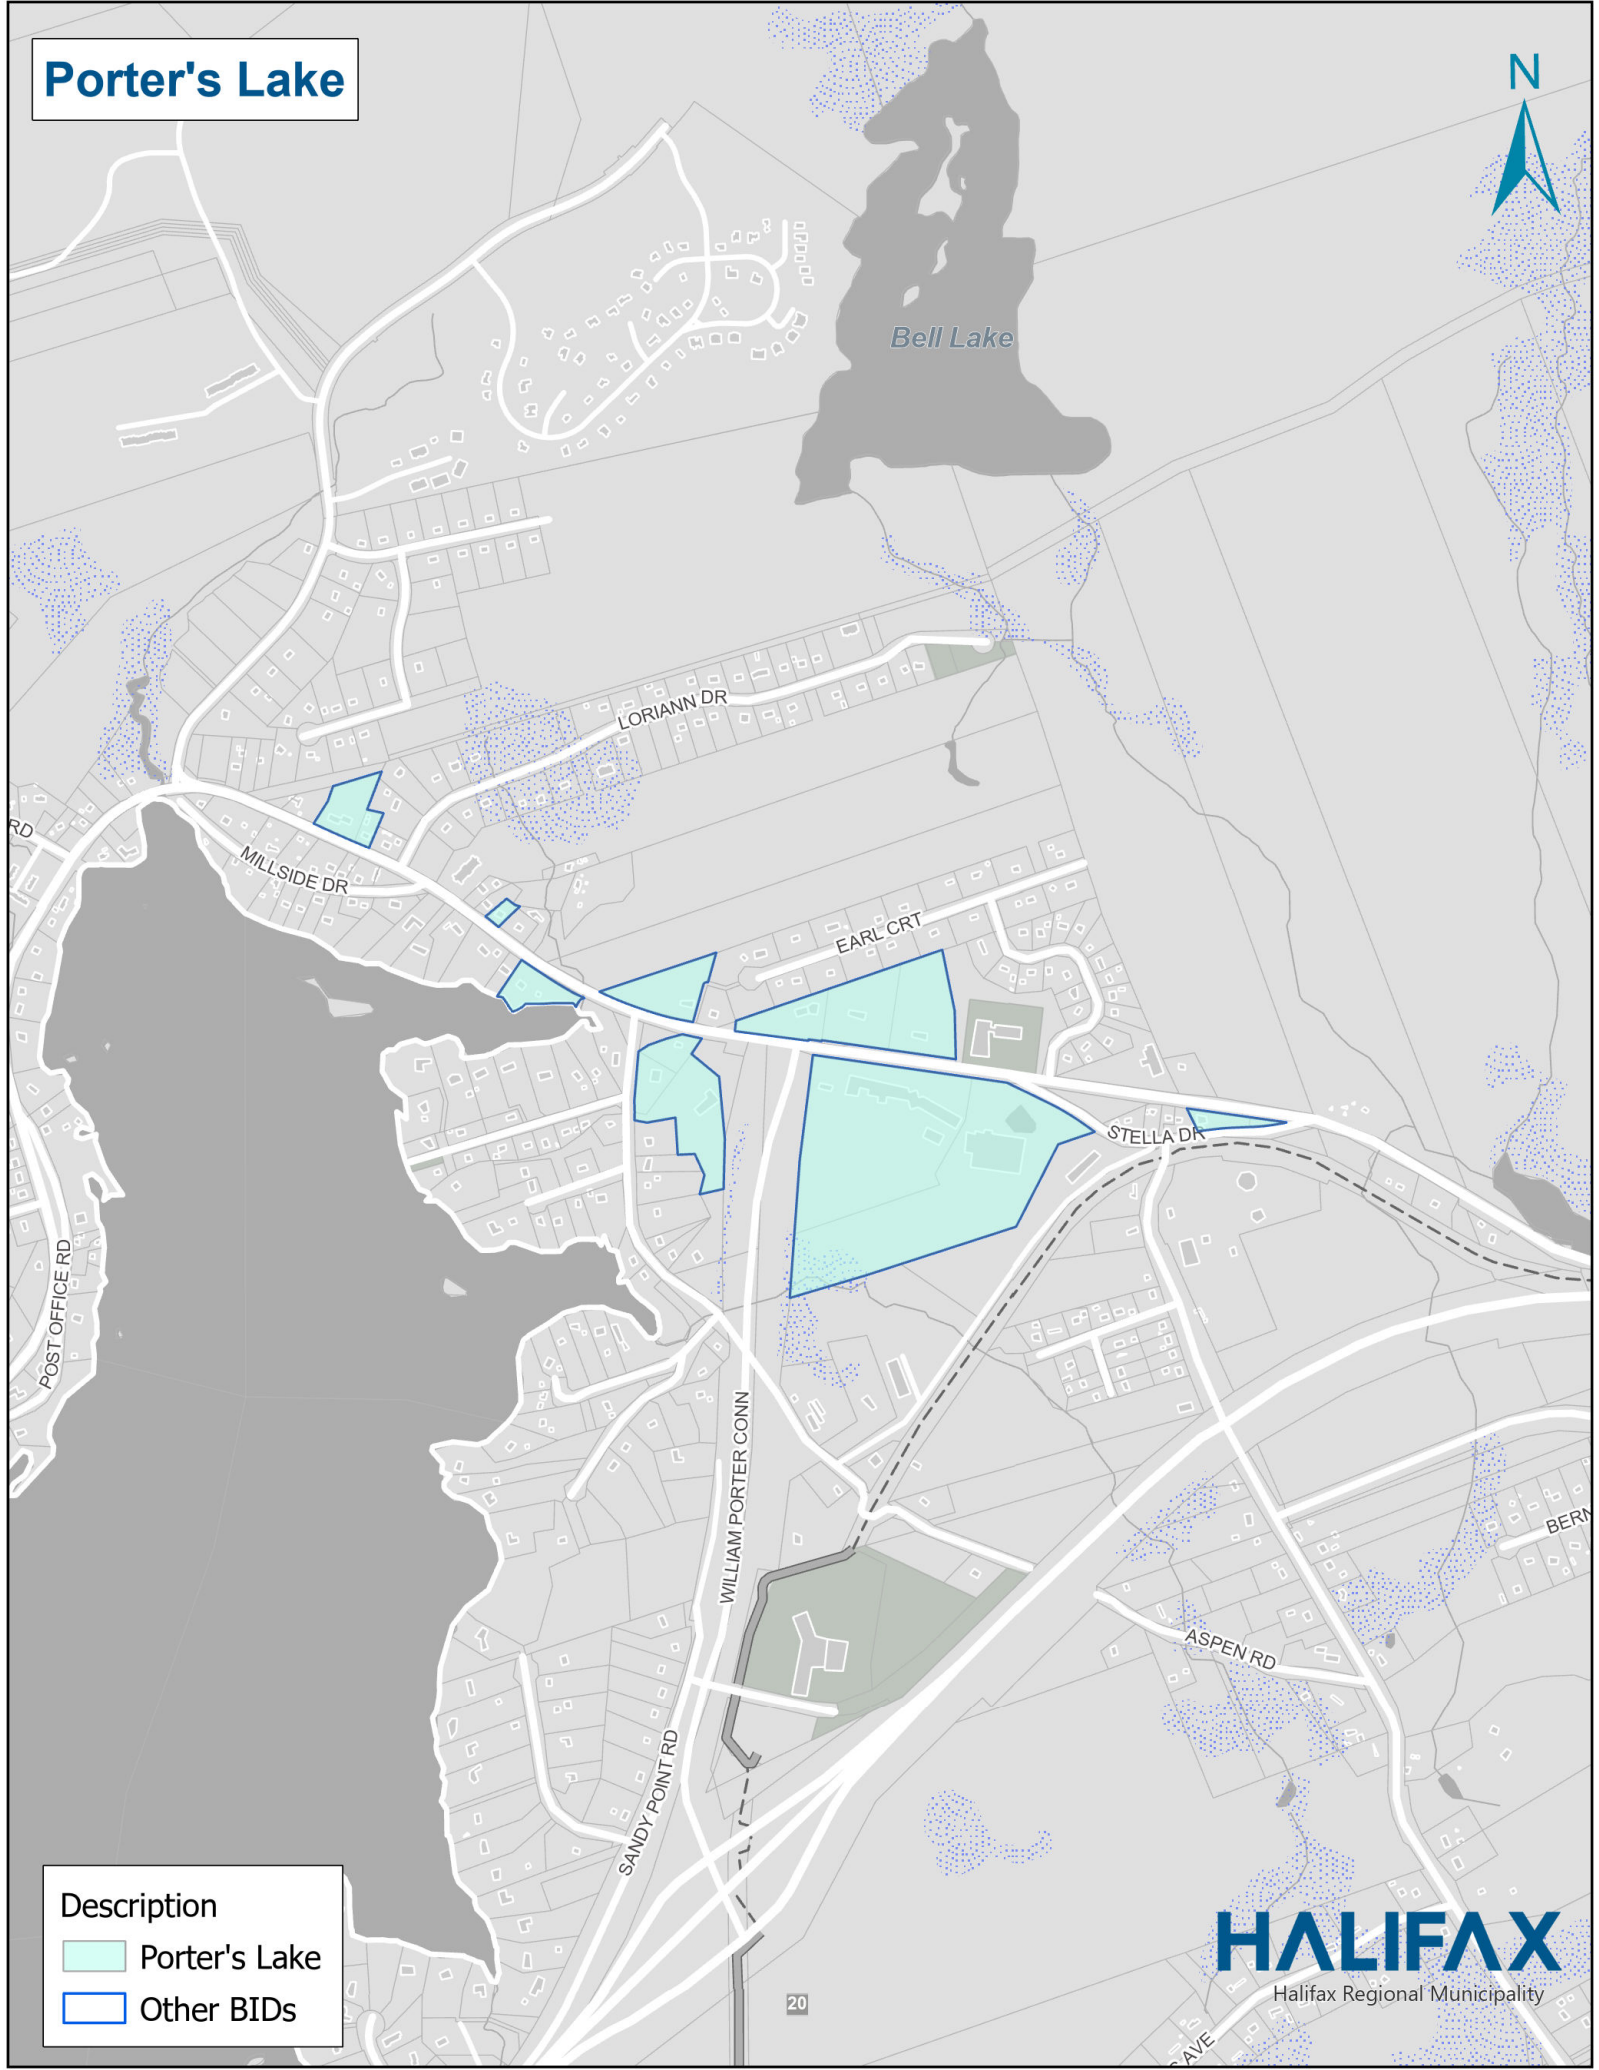 Porter's Lake
N
Bell Lake
LORIANN DR
RD
MILLSIDE DR
EARL CRT
STELLA DR
POST OFFICE RD
WILLIAM PORTER CONN
BERN
ASPEN RD
SANDY POINT RD
Description
Porter's Lake
Other BIDs
HALIFAX
Halifax Regional Municipality
20
S AVE